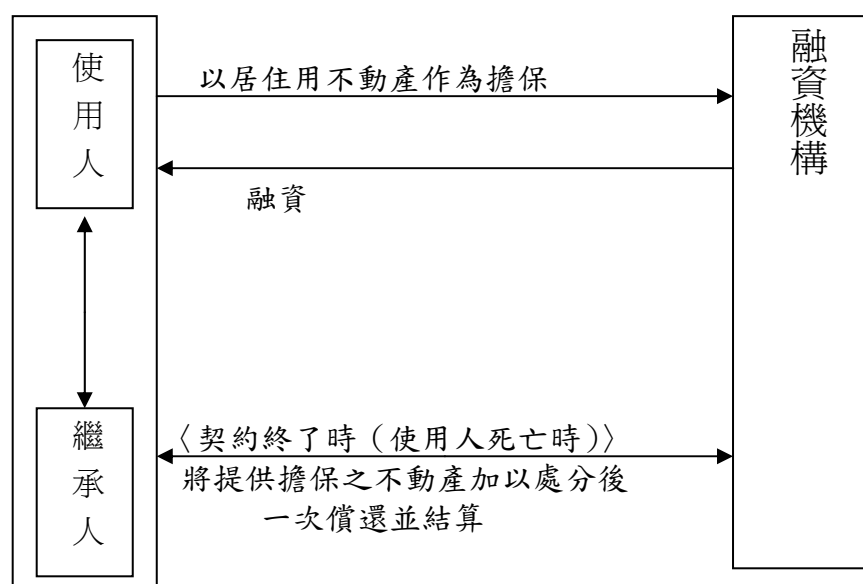 使用人
以居住用不動產作為擔保
融資機構
融資
繼承人
〈契約終了時（使用人死亡時）〉
將提供擔保之不動產加以處分後
一次償還並結算